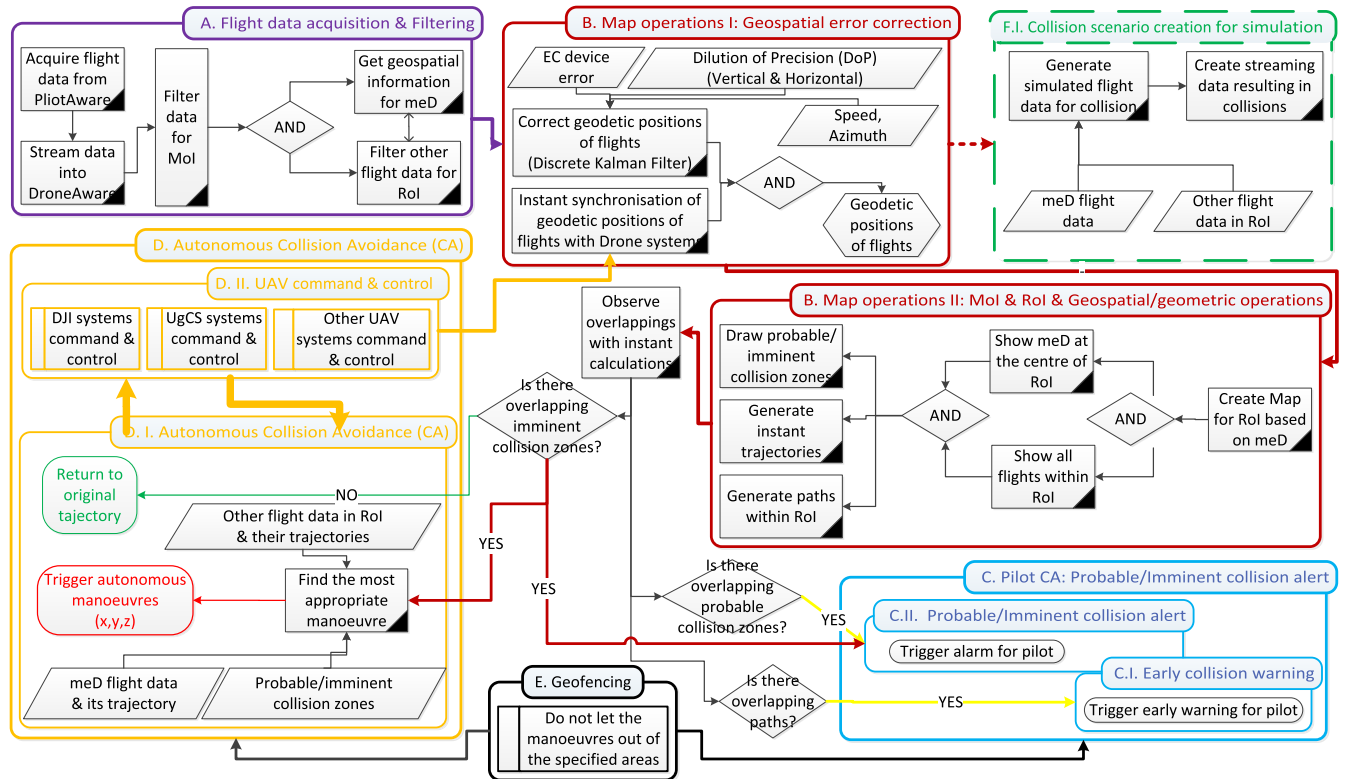 A. Flight data acquisition & Filtering
Acquire flight
data from
PliotAware
Stream data
into
DroneAware
Filter
data
for
MoI
AND
Get geospatial
information
for meD
Filter other
flight data for
RoI
B. Map operations I: Geospatial error correction
EC device
error
Dilution of Precision (DoP)
(Vertical & Horizontal)
Speed,
Azimuth
Correct geodetic positions
of flights
(Discrete Kalman Filter)
Instant synchronisation of
geodetic positions of
flights with Drone system
AND
Geodetic
positions
of flights
F.I. Collision scenario creation for simulation
Generate
simulated flight
data for collision
Create streaming
data resulting in
collisions
meD flight
data
Other flight
data in RoI
D. Autonomous Collision Avoidance (CA)
D. II. UAV command & control
DJI systems
command &
control
UgCS systems
command &
control
Other UAV
systems command
& control
D. I. Autonomous Collision Avoidance (CA)
Return to
original
tajectory
NO
Other flight data in RoI
& their trajectories
Trigger autonomous
manoeuvres
(x,y,z)
Find the most
appropriate
manoeuvre
meD flight data
& its trajectory
Probable/imminent
collision zones
Observe
overlappings
with instant
calculations
Is there
overlapping
imminent
collision zones?
YES
YES
B. Map operations II: MoI & RoI & Geospatial/geometric operations
Draw probable/
imminent
collision zones
Generate
instant
trajectories
Generate paths
within RoI
AND
Show meD at
the centre of
RoI
Show all
flights within
RoI
AND
Create Map
for RoI based
on meD
Is there
overlapping
probable
collision zones?
YES
Is there
overlapping
paths?
YES
C. Pilot CA: Probable/Imminent collision alert
C.II. Probable/Imminent collision alert
Trigger alarm for pilot
C.I. Early collision warning
Trigger early warning for pilot
E. Geofencing
Do not let the
manoeuvres out of
the specified areas